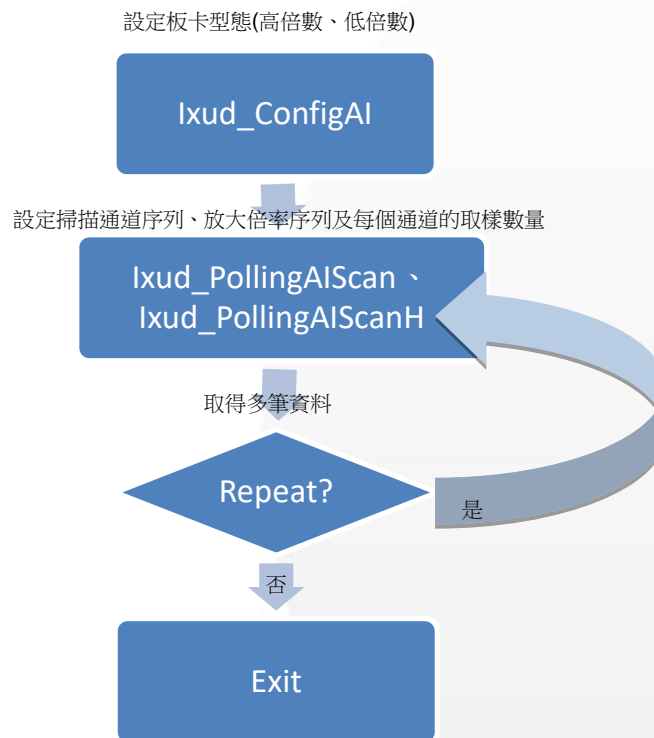 設定板卡型態(高倍數、低倍數)
Ixud_ConfigAI
設定掃描通道序列、放大倍率序列及每個通道的取樣數量
Ixud_PollingAIScan、
Ixud_PollingAIScanH
取得多筆資料
Repeat?
是
否
Exit